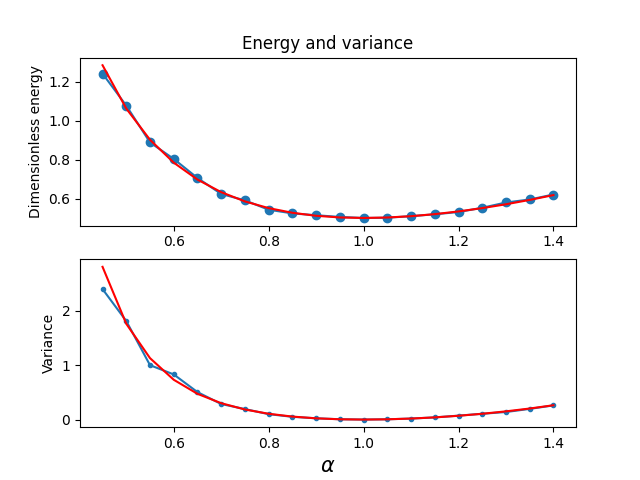 Energy and variance
Dimensionless energy
1.2
1.0
0.8
0.6
0.6 0.8 1.0 1.2 1.4
Variance
2
1
0
0.6 0.8 1.0 1.2 1.4
α